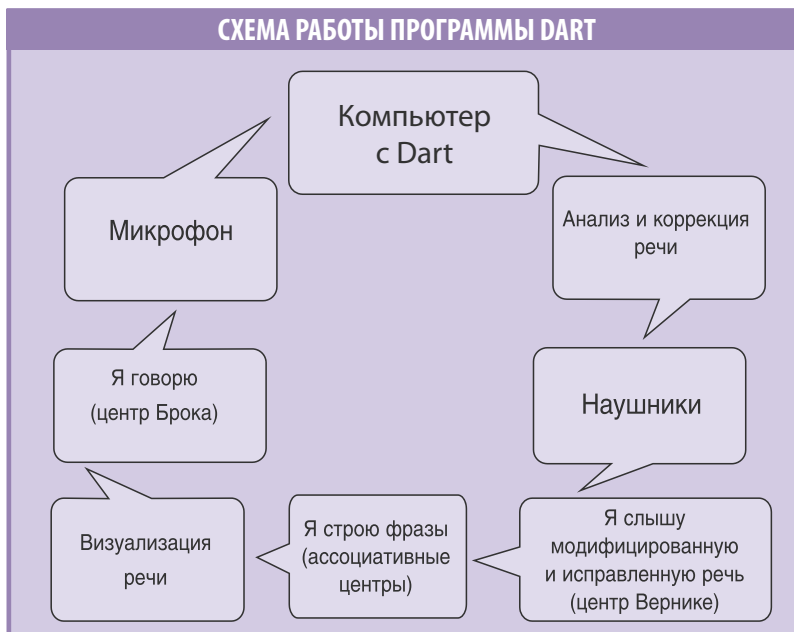 СХЕМА РАБОТЫ ПРОГРАММЫ DART
Компьютер
с Dart
Микрофон
Анализ и коррекция
речи
Я говорю
(центр Брока)
Наушники
Визуализация
речи
Я строю фразы
(ассоциативные
центры)
Я слышу
модифицированную
и исправленную речь
(центр Вернике)